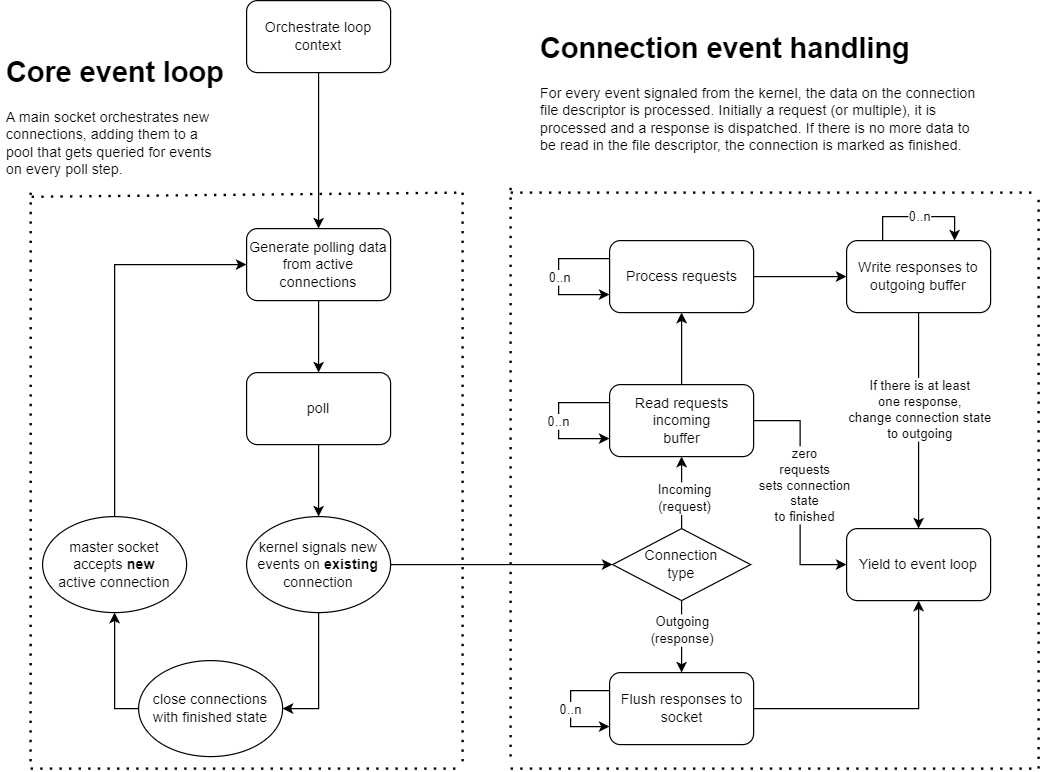 Orchestrate loop
context
Core event loop
A main socket orchestrates new
connections, adding them to a
pool that gets queried for events
on every poll step.
Generate polling data
from active
connections
poll
kernel signals new
events on existing
connection
master socket
accepts new
active connection
close connections
with finished state
Connection event handling
For every event signaled from the kernel, the data on the connection
file descriptor is processed. Initially a request (or multiple), it is
processed and a response is dispatched. If there is no more data to
be read in the file descriptor, the connection is marked as finished.
0..n
Process requests
0..n
Write responses to
outgoing buffer
0..n
Read requests
incoming
buffer
If there is at least
one response,
change connection state
to outgoing
zero
requests
sets connection
state
to finished
Incoming
(request)
Connection
type
Yield to event loop
Outgoing
(response)
0..n
Flush responses to
socket